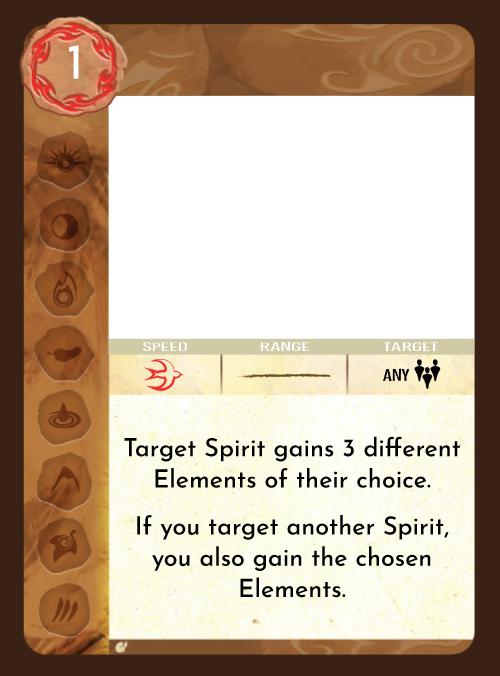 1
SPEED RANGE TARGET
ANY
Target Spirit gains 3 different
Elements of their choice.
If you target another Spirit,
you also gain the chosen
Elements.